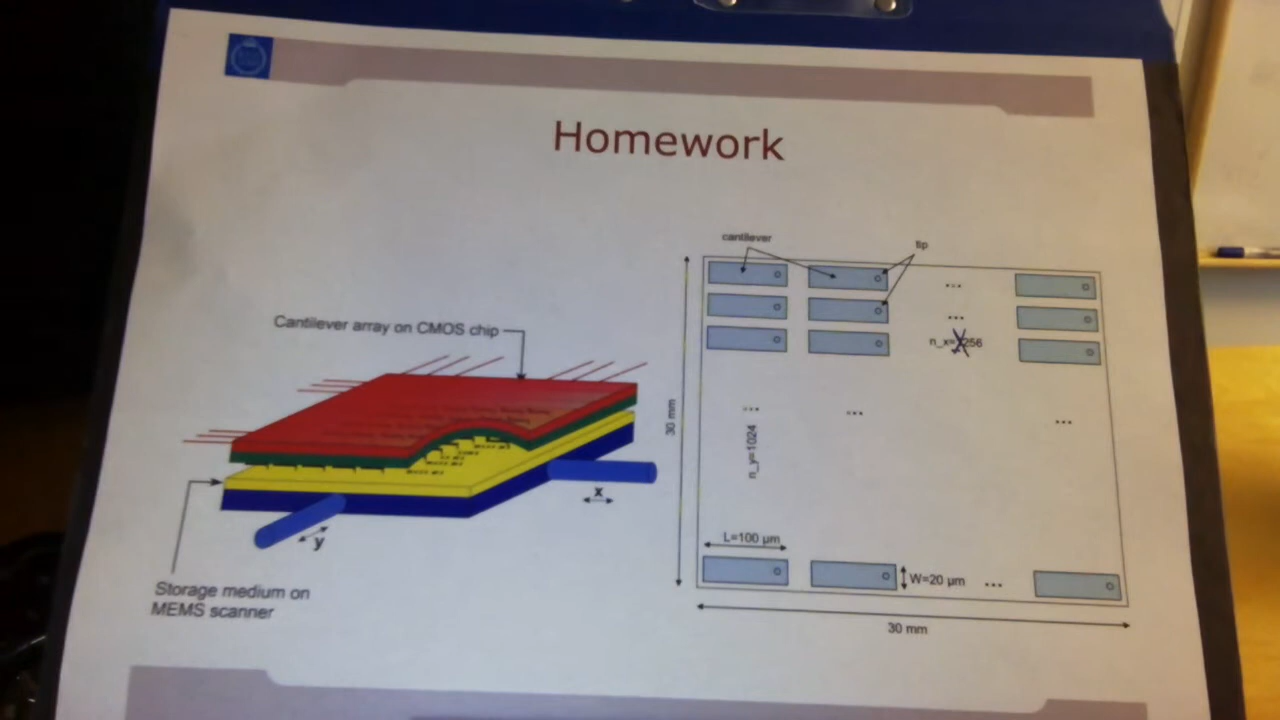 Homework
cantilever
tip
Cantilever array on CMOS chip
n_x= 256
30 mm
n_y=1024
x
y
L=100 µm
W=20 µm
Storage medium on
MEMS scanner
30 mm